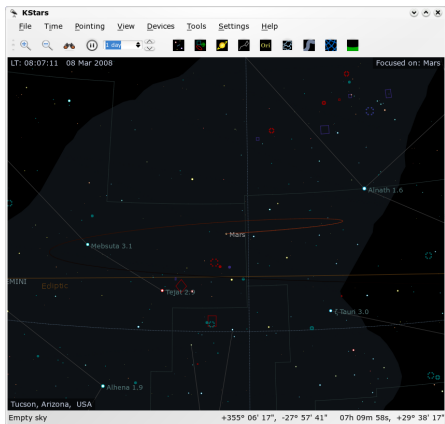 KStars
File Time Pointing View Devices Tools Settings Help
1 day
Ori
LT: 08:07:11 08 Mar 2008
Focused on: Mars
Alnath 1.6
Mars
Mebsuta 3.1
MINI
Ecliptic
Tejat 2.9
ζ Taun 3.0
Alhena 1.9
Tucson, Arizona, USA
Empty sky
+355° 06' 17", -27° 57' 41" 07h 09m 58s, +29° 38' 17"